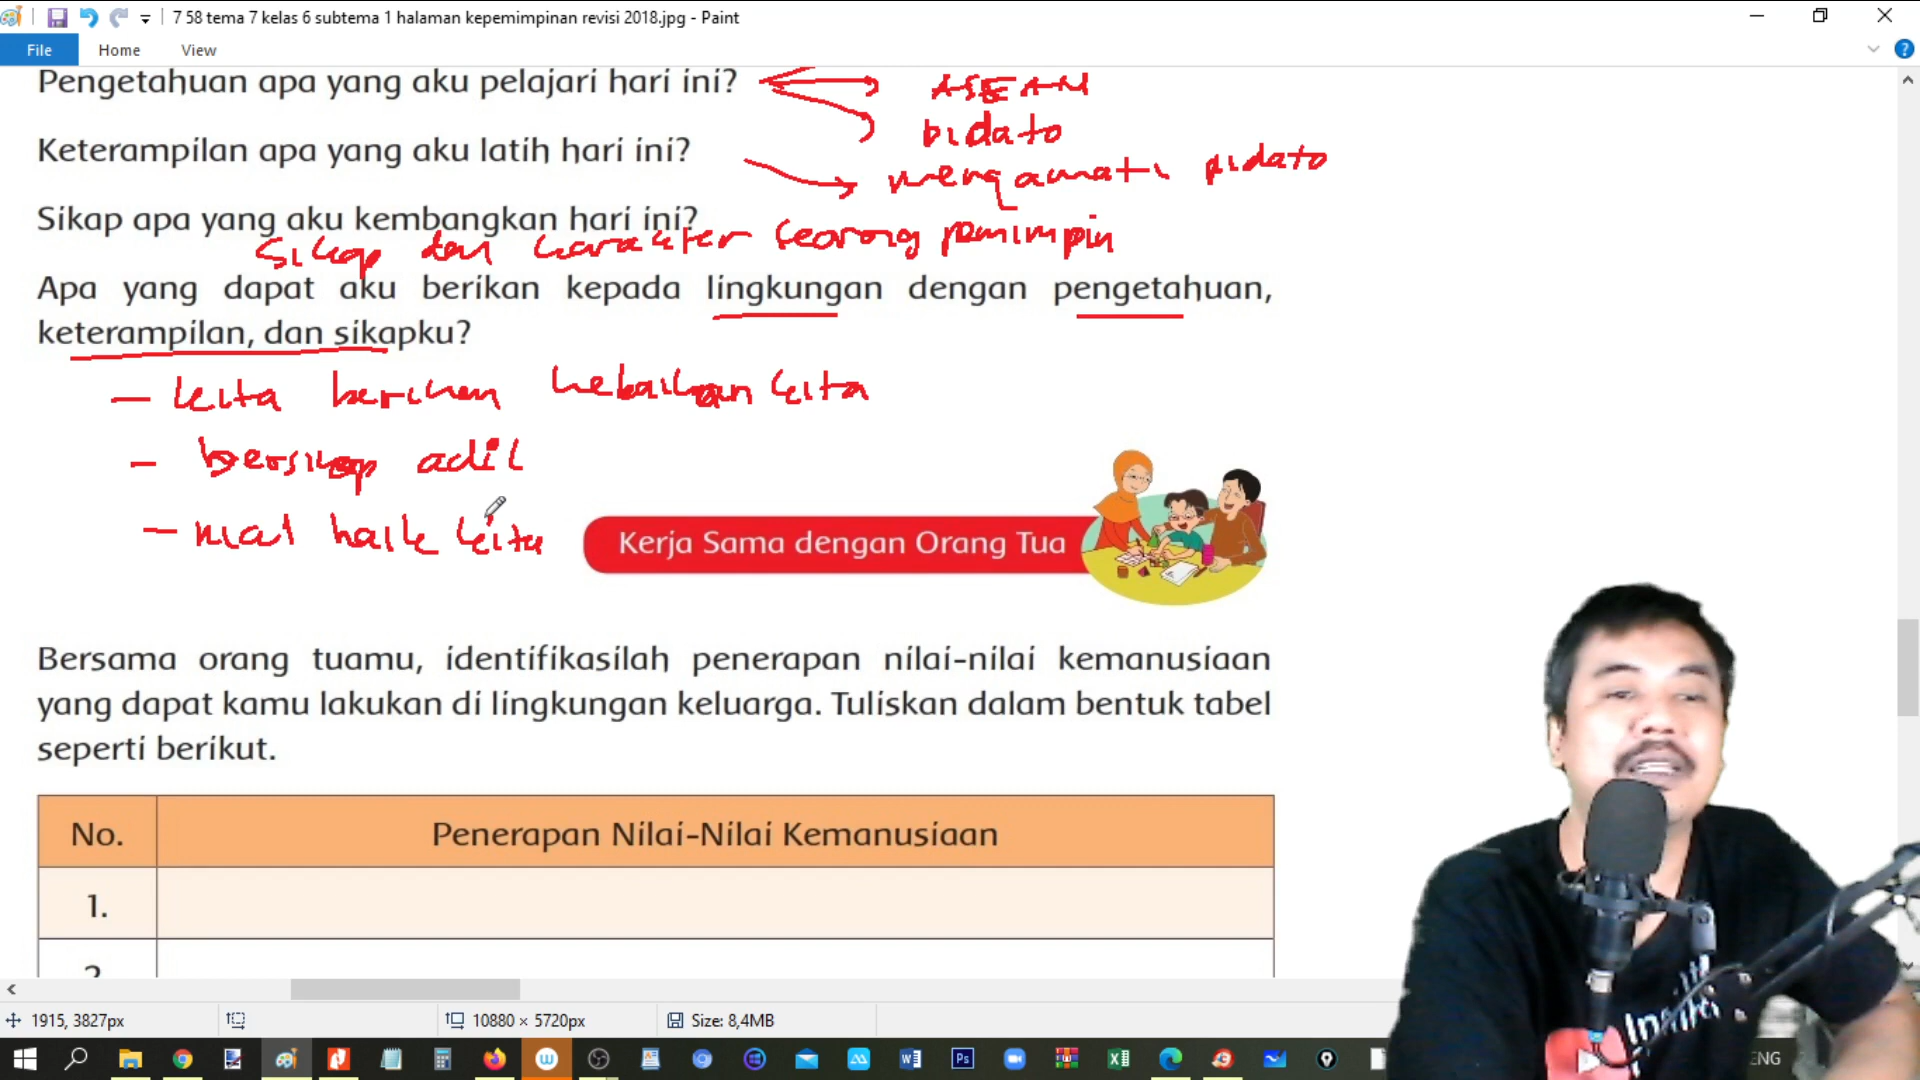 7 58 tema 7 kelas 6 subtema 1 halaman kepemimpinan revisi 2018.jpg - Paint
File Home View
Pengetahuan apa yang aku pelajari hari ini?
ASEAN
pidato
Keterampilan apa yang aku latih hari ini?
mengamati pidato
Sikap apa yang aku kembangkan hari ini?
Sikap dan karakter seorang pemimpin
Apa yang dapat aku berikan kepada lingkungan dengan pengetahuan,
keterampilan, dan sikapku?
- kita berikan kebaikan kita
- bersikap adil
- niat baik kita
Kerja Sama dengan Orang Tua
Bersama orang tuamu, identifikasilah penerapan nilai-nilai kemanusiaan
yang dapat kamu lakukan di lingkungan keluarga. Tuliskan dalam bentuk tabel
seperti berikut.
No. Penerapan Nilai-Nilai Kemanusiaan
1.
2
1915, 3827px 10880 × 5720px Size: 8,4MB
ENG